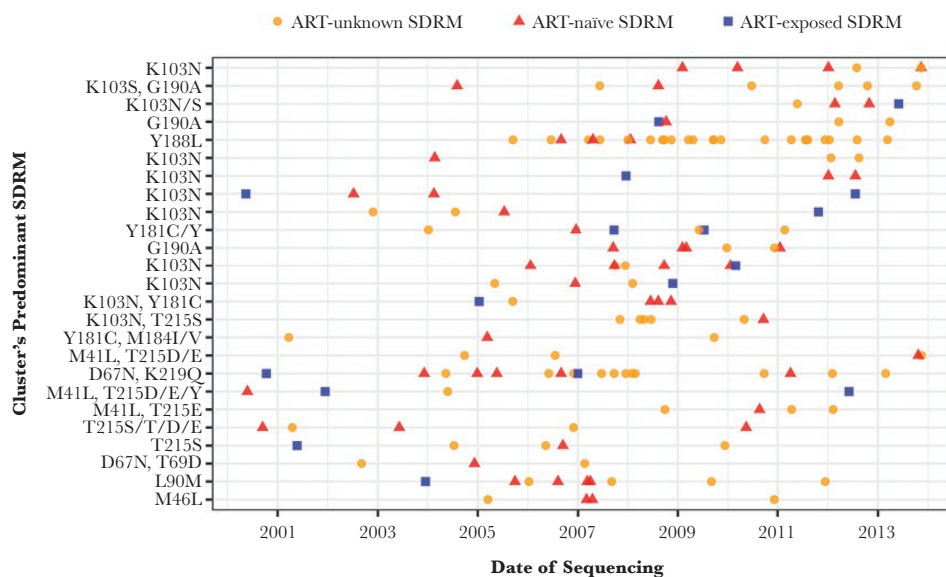 ART-unknown SDRM ART-naïve SDRM ART-exposed SDRM
Cluster's Predominant SDRM
K103N
K103S, G190A
K103N/S
G190A
Y188L
K103N
K103N
K103N
K103N
Y181C/Y
G190A
K103N
K103N
K103N, Y181C
K103N, T215S
Y181C, M184I/V
M41L, T215D/E
D67N, K219Q
M41L, T215D/E/Y
M41L, T215E
T215S/T/D/E
T215S
D67N, T69D
L90M
M46L
2001 2003 2005 2007 2009 2011 2013
Date of Sequencing